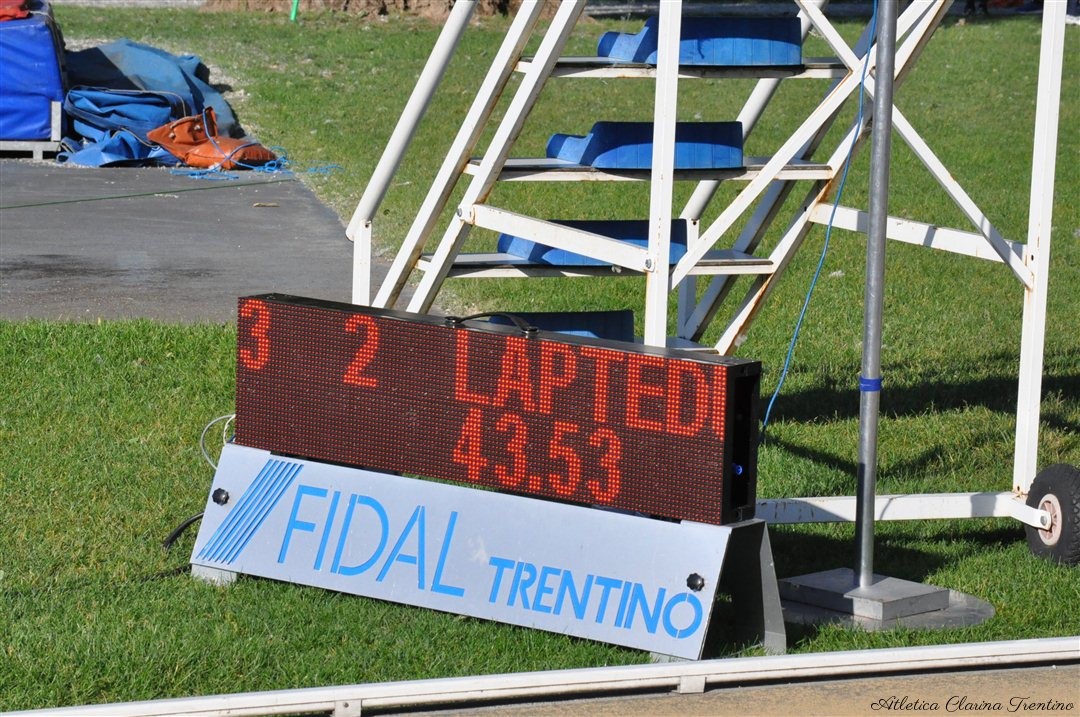 3 2 LAPTEDI
43.53
FIDAL TRENTINO
Atletica Clarina Trentino